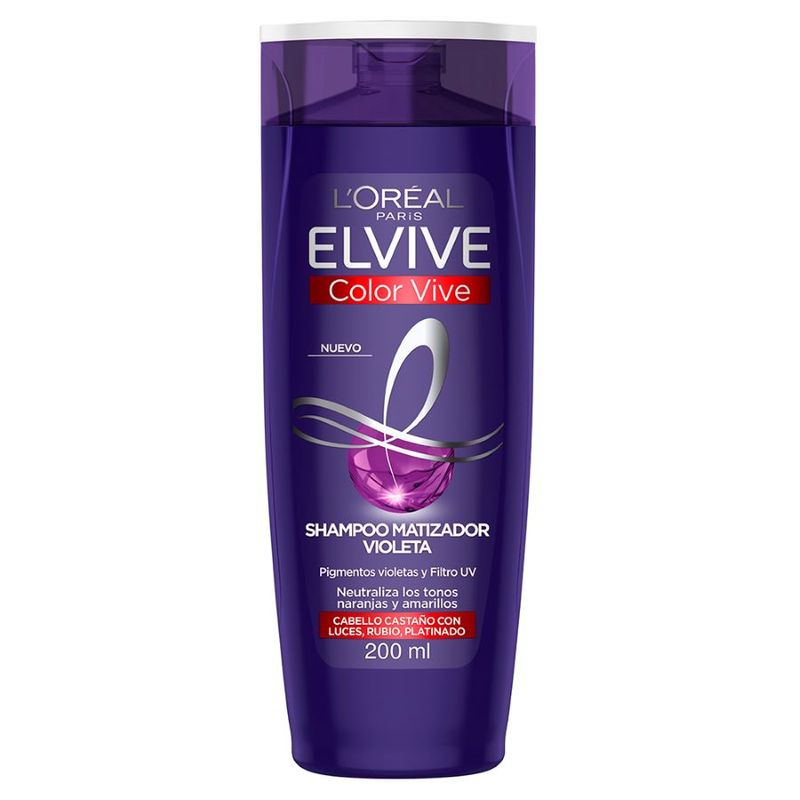 L'ORÉAL
PARIS
ELVIVE
Color Vive
NUEVO
SHAMPOO MATIZADOR
VIOLETA
Pigmentos violetas y Filtro UV
Neutraliza los tonos
naranjas y amarillos
CABELLO CASTAÑO CON
LUCES, RUBIO, PLATINADO
200 ml